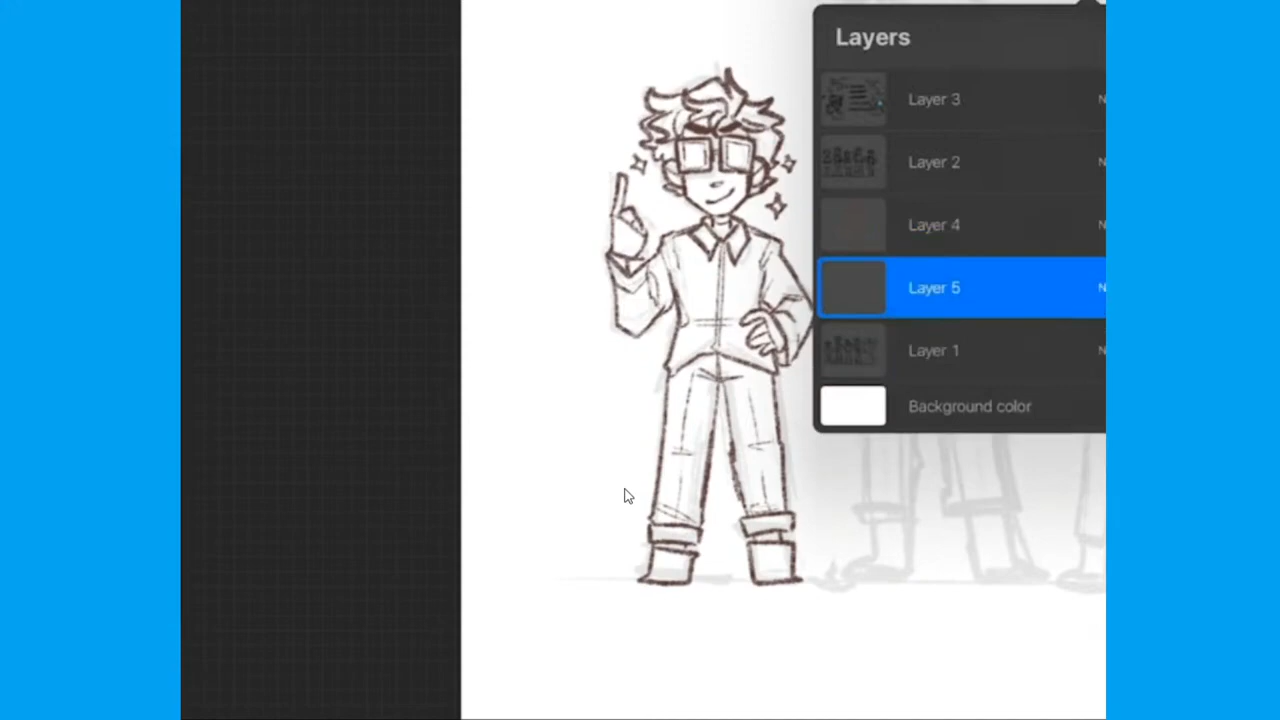 Layers
Layer 3
N
Layer 2
N
Layer 4
N
Layer 5
N
Layer 1
N
Background color